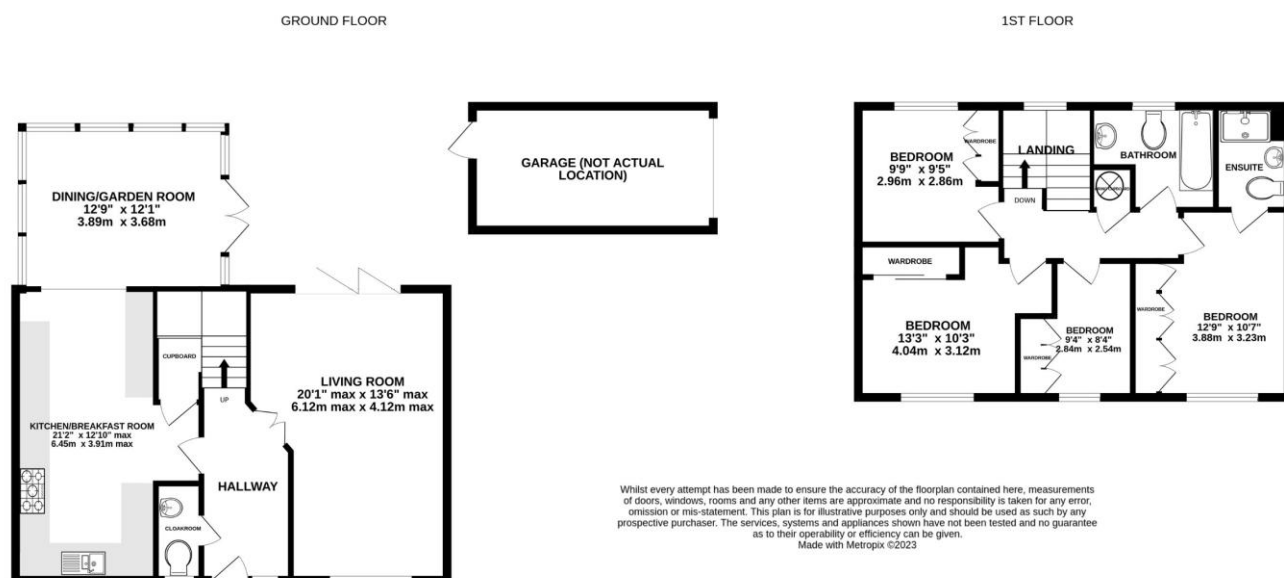 GROUND FLOOR
1ST FLOOR
DINING/GARDEN ROOM
12'9" x 12'1"
3.89m x 3.68m
GARAGE (NOT ACTUAL
LOCATION)
CUPBOARD
UP
LIVING ROOM
20'1" max x 13'6" max
6.12m max x 4.12m max
KITCHEN/BREAKFAST ROOM
21'2" x 12'10" max
6.45m x 3.91m max
HALLWAY
CLOAKROOM
BEDROOM
9'9" x 9'5"
2.96m x 2.86m
WARDROBE
LANDING
DOWN
BATHROOM
ENSUITE
WARDROBE
BEDROOM
13'3" x 10'3"
4.04m x 3.12m
WARDROBE
BEDROOM
9'4" x 8'4"
2.84m x 2.54m
WARDROBE
BEDROOM
12'9" x 10'7"
3.88m x 3.23m
Whilst every attempt has been made to ensure the accuracy of the floorplan contained here, measurements
of doors, windows, rooms and any other items are approximate and no responsibility is taken for any error,
omission or mis-statement. This plan is for illustrative purposes only and should be used as such by any
prospective purchaser. The services, systems and appliances shown have not been tested and no guarantee
as to their operability or efficiency can be given.
Made with Metropix ©2023